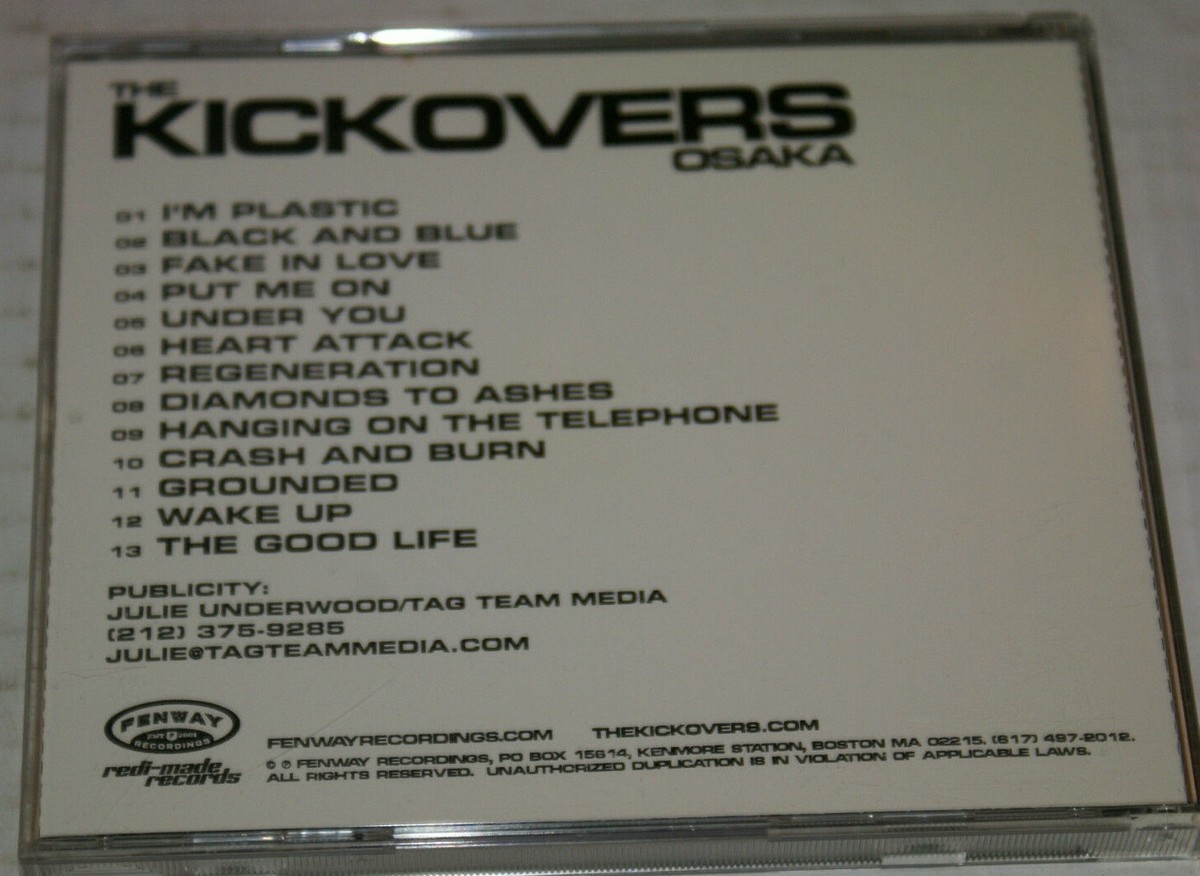 THE
KICKOVERS
OSAKA
01 I'M PLASTIC
02 BLACK AND BLUE
03 FAKE IN LOVE
04 PUT ME ON
05 UNDER YOU
06 HEART ATTACK
07 REGENERATION
08 DIAMONDS TO ASHES
09 HANGING ON THE TELEPHONE
10 CRASH AND BURN
11 GROUNDED
12 WAKE UP
13 THE GOOD LIFE
PUBLICITY:
JULIE UNDERWOOD/TAG TEAM MEDIA
(212) 375-9285
JULIE@TAGTEAMMEDIA.COM
FENWAY
RECORDINGS
redi-made
records
FENWAYRECORDINGS.COM THEKICKOVERS.COM
© ℗ FENWAY RECORDINGS, PO BOX 15614, KENMORE STATION, BOSTON MA 02215, (617) 497-2012.
ALL RIGHTS RESERVED. UNAUTHORIZED DUPLICATION IS IN VIOLATION OF APPLICABLE LAWS.